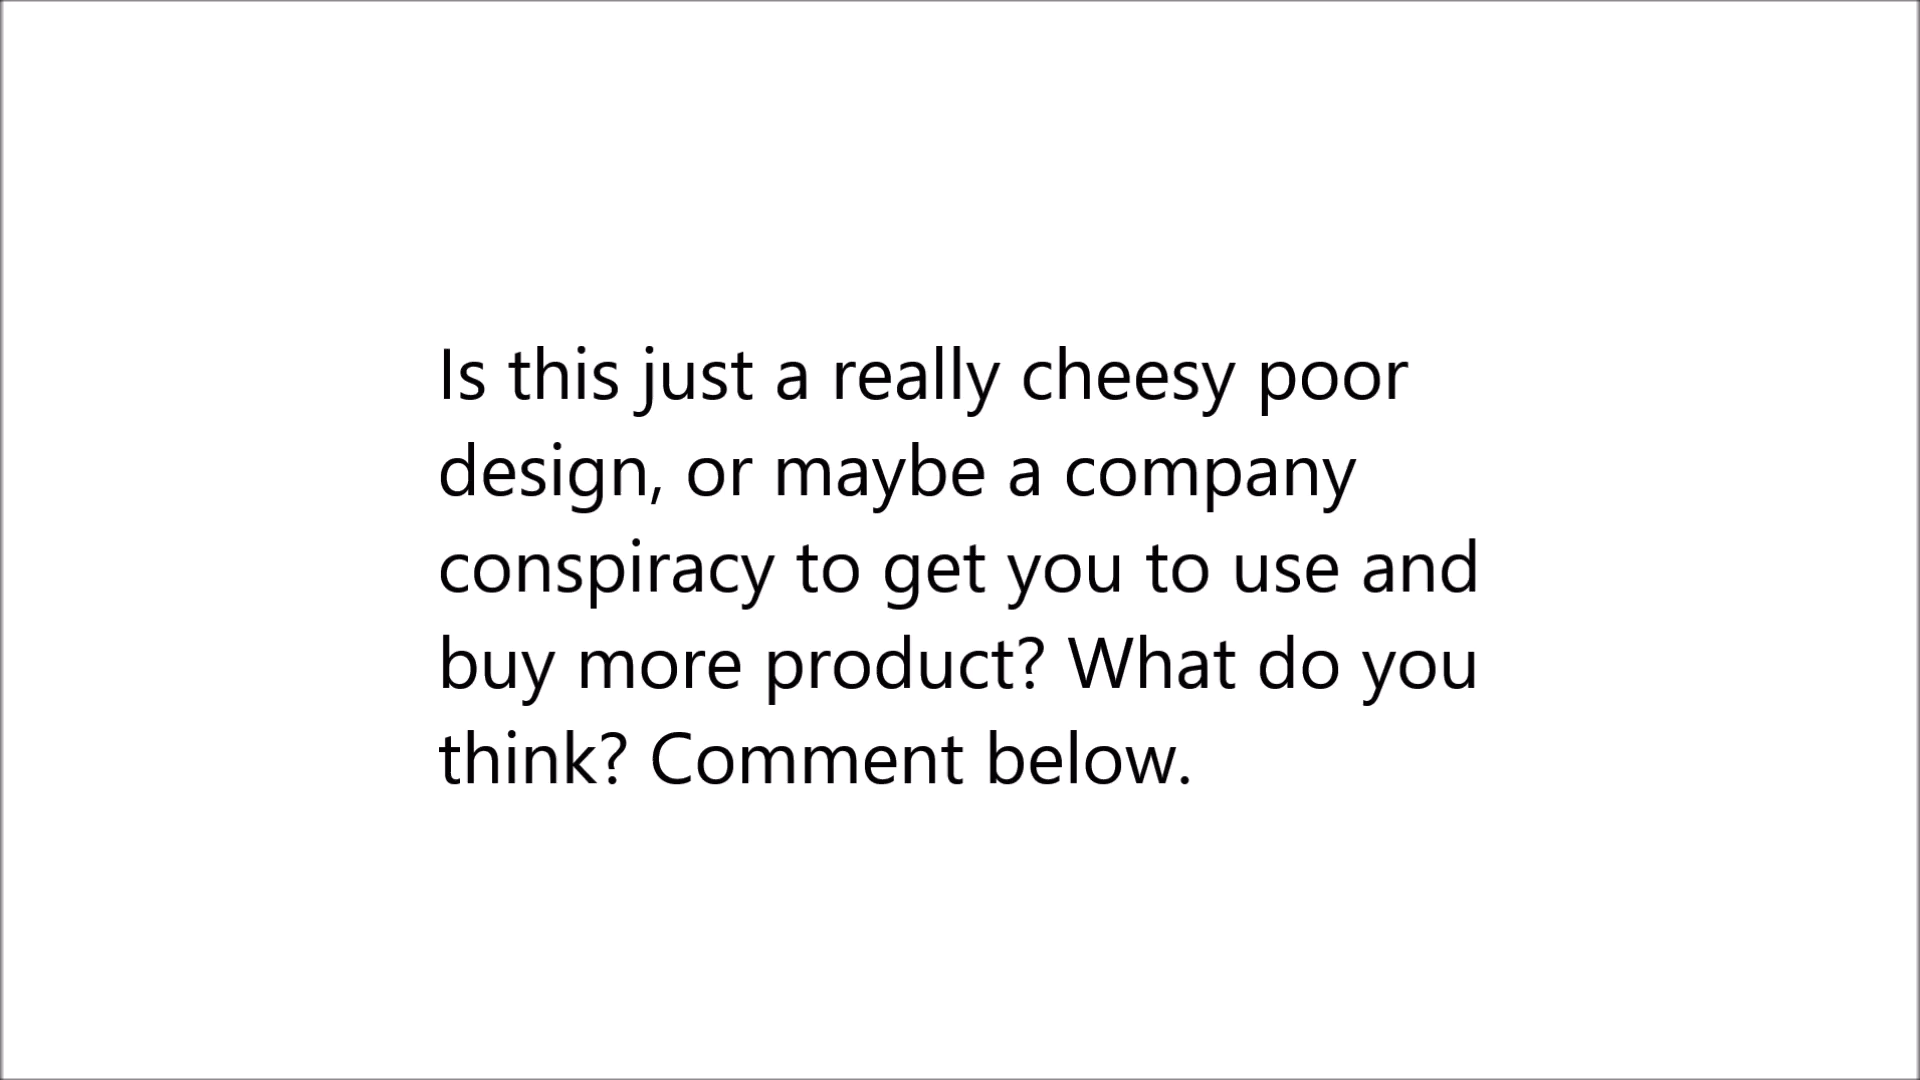 Is this just a really cheesy poor
design, or maybe a company
conspiracy to get you to use and
buy more product? What do you
think? Comment below.